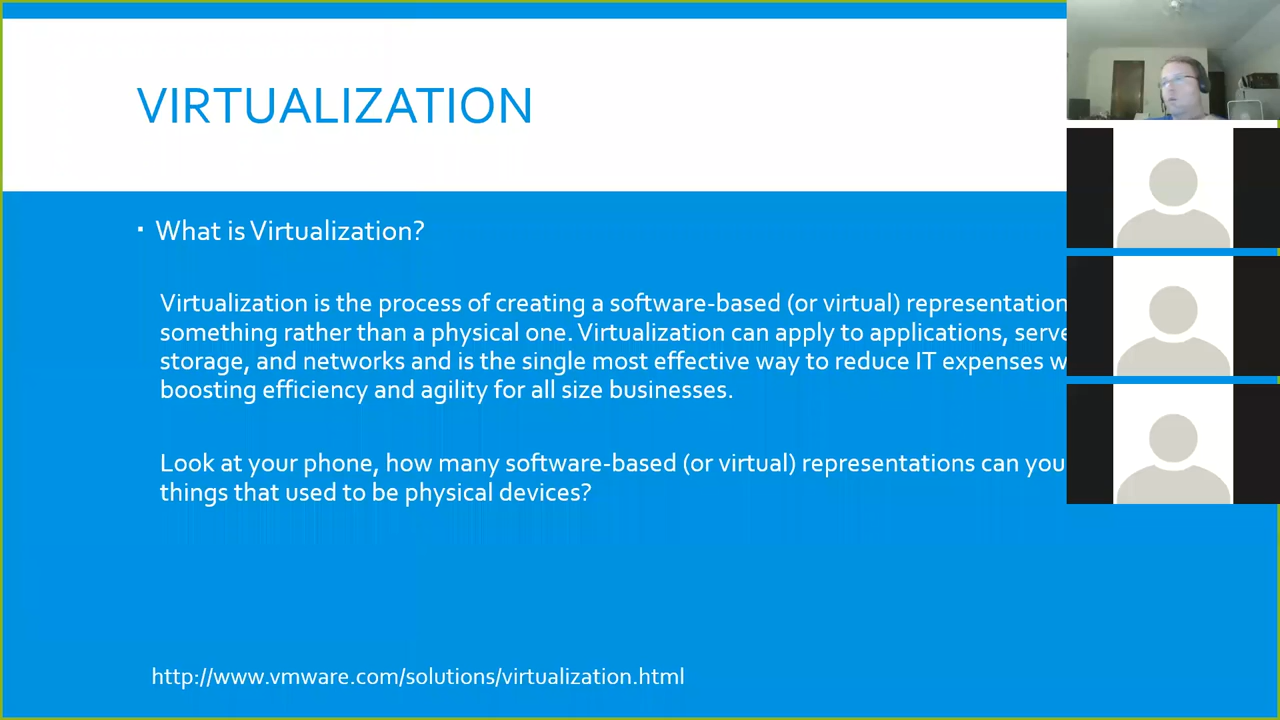 VIRTUALIZATION
▪ What is Virtualization?
Virtualization is the process of creating a software-based (or virtual) representation
something rather than a physical one. Virtualization can apply to applications,
storage, and networks and is the single most effective way to reduce IT expenses
boosting efficiency and agility for all size businesses.
Look at your phone, how many software-based (or virtual) representations can you
things that used to be physical devices?
http://www.vmware.com/solutions/virtualization.html